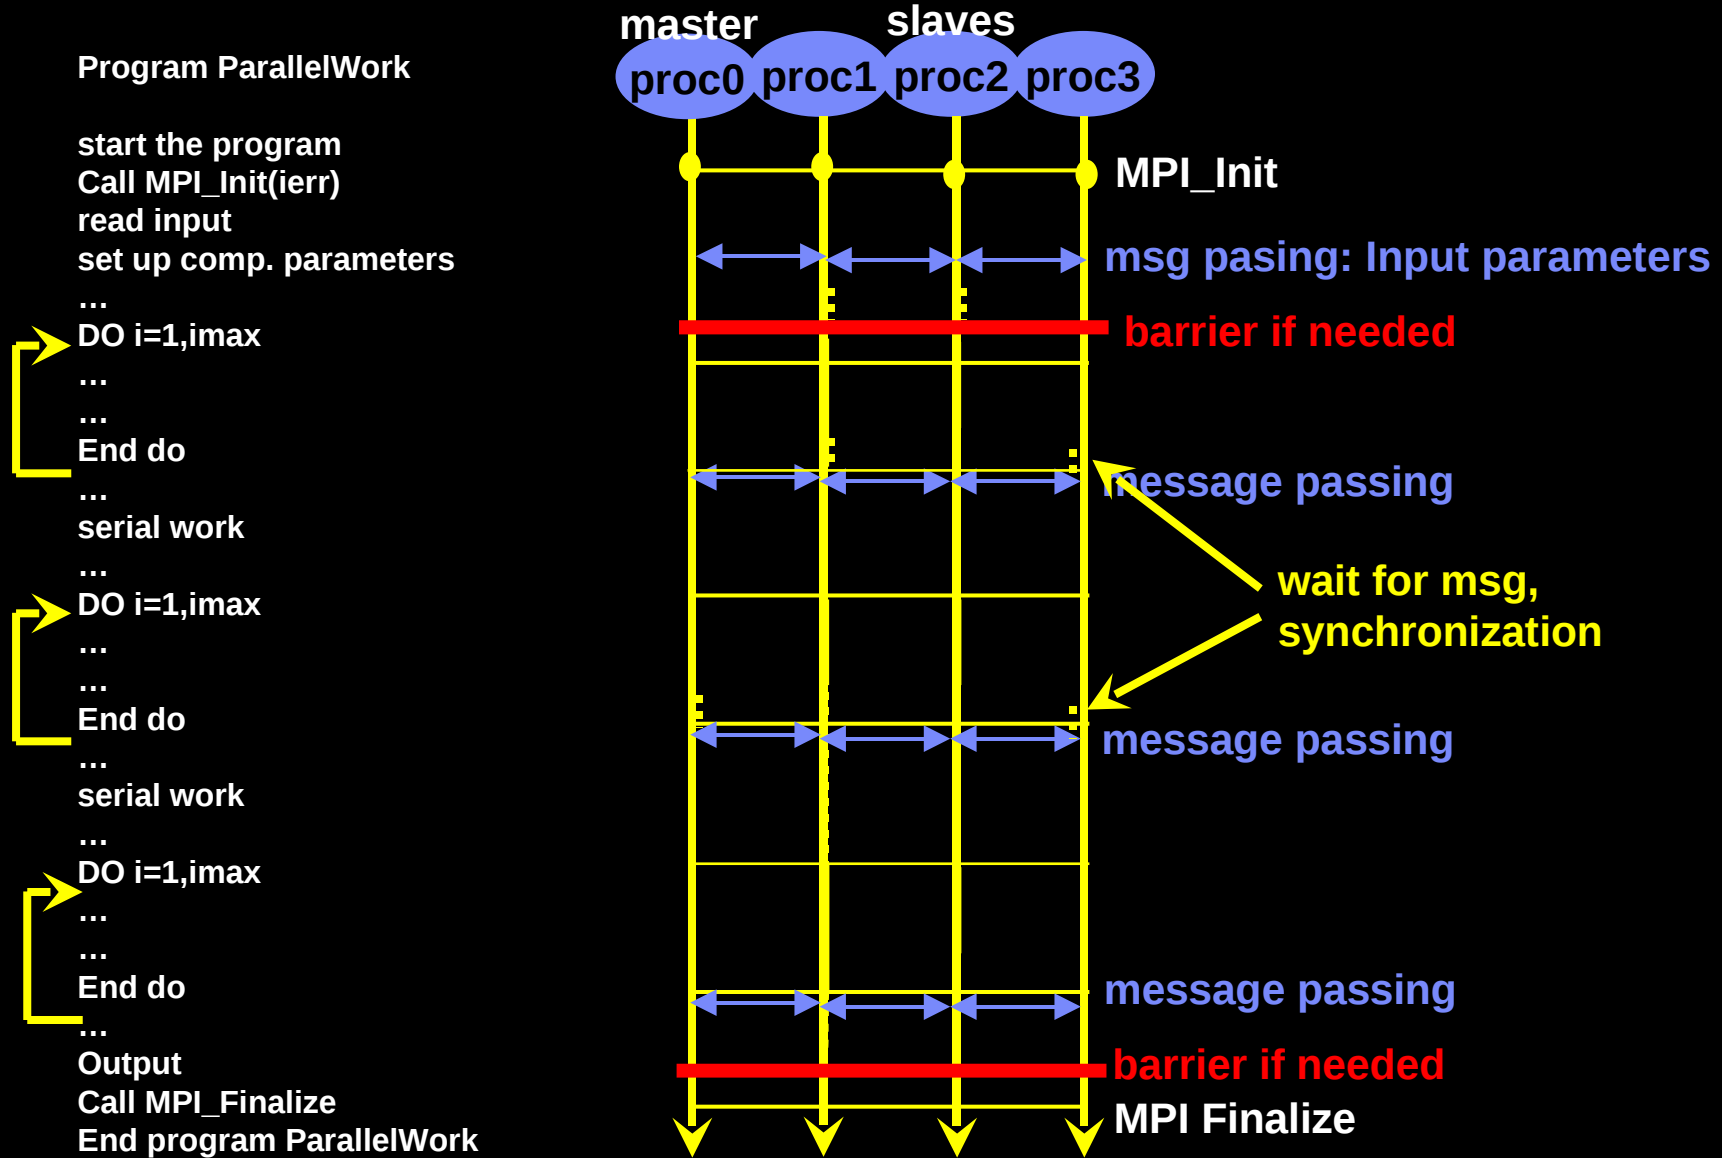 Program ParallelWork
start the program
Call MPI_Init(ierr)
read input
set up comp. parameters
...
DO i=1,imax
...
...
End do
...
serial work
...
DO i=1,imax
...
...
End do
...
serial work
...
DO i=1,imax
...
...
End do
...
Output
Call MPI_Finalize
End program ParallelWork
master
slaves
proc0 proc1 proc2 proc3
MPI_Init
msg pasing: Input parameters
barrier if needed
message passing
wait for msg,
synchronization
message passing
message passing
barrier if needed
MPI Finalize